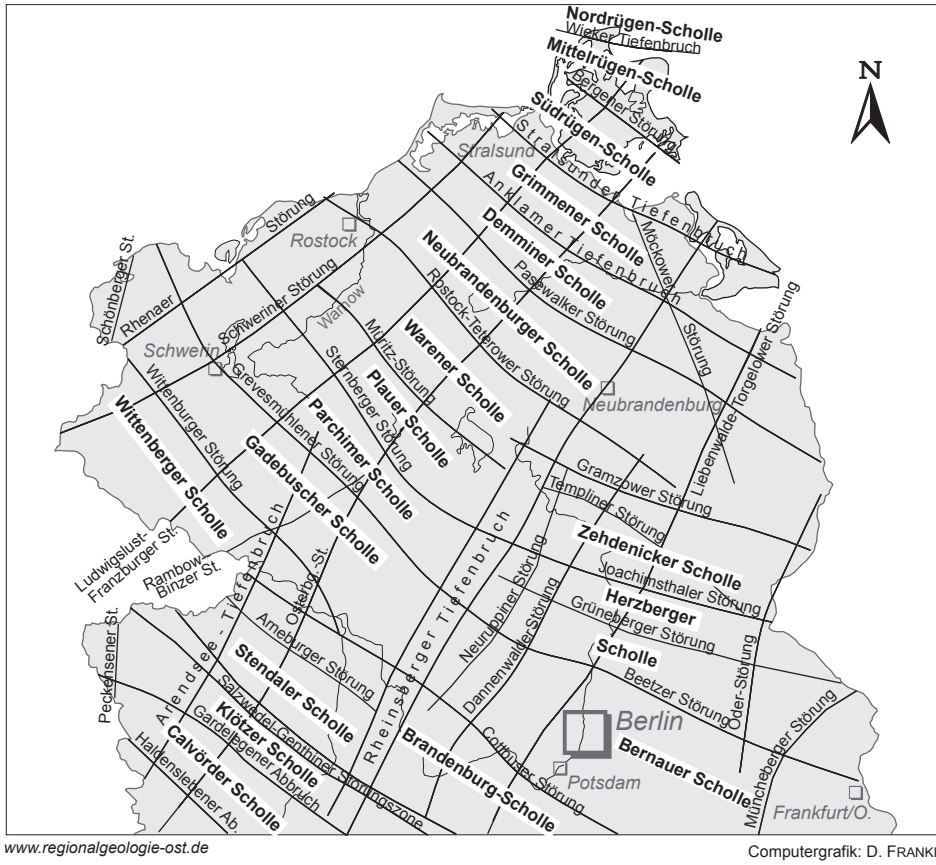 Nordrügen-Scholle
Wieker Tiefenbruch
Mittelrügen-Scholle
Bergener Störung
N
Südrügen-Scholle
Stralsund
Stralsunder Tiefenbruch
Grimmener Scholle
Anklamer Tiefenbruch
Demminer Scholle
Möckower
Störung
Neubrandenburger Scholle
Pasewalker Störung
Rostock
Störung
Rhenaer
Schönberger St.
Schweriner Störung
Warnow
Rostock-Teterower Störung
Warener Scholle
Müritz-Störung
Plauer Scholle
Sternberger Störung
Schwerin
Grevesmühlener Störung
Parchimer Scholle
Wittenburger Störung
Wittenberger Scholle
Gadebuscher Scholle
Neubrandenburg
Liebenwalde-Torgelower Störung
Gramzower Störung
Templiner Störung
Zehdenicker Scholle
Joachimsthaler Störung
Herzberger
Scholle
Grüneberger Störung
Beetzer Störung
Oder-Störung
Ludwigslust-
Franzburger St.
Rambow-
Binzer St.
Arendsee - Tiefenbruch
Osterbg. -St.
Rheinsberger Tiefenbruch
Neuruppiner Störung
Dannenwalder Störung
Peckensener St.
Arneburger Störung
Stendaler Scholle
Salzwedel-Genthiner Störungszone
Klötzer Scholle
Gardelegener Abbruch
Calvörder Scholle
Haldenslebener Ab.
Brandenburg-Scholle
Cottbuser Störung
Berlin
Potsdam
Bernauer Scholle
Müncheberger Störung
Frankfurt/O.
www.regionalgeologie-ost.de
Computergrafik: D. FRANKE